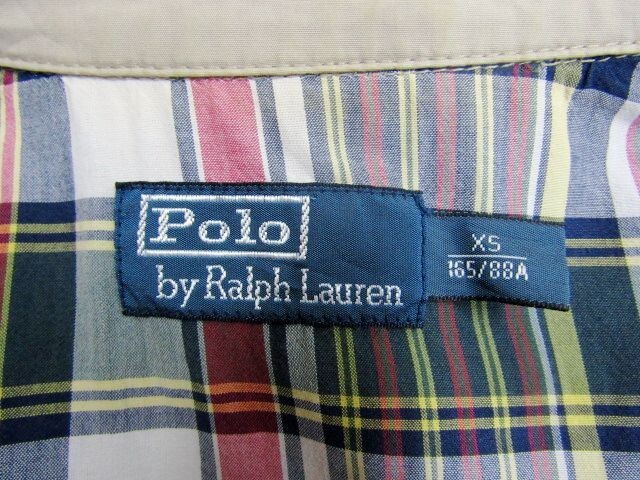 Polo
by Ralph Lauren
XS
165/88A